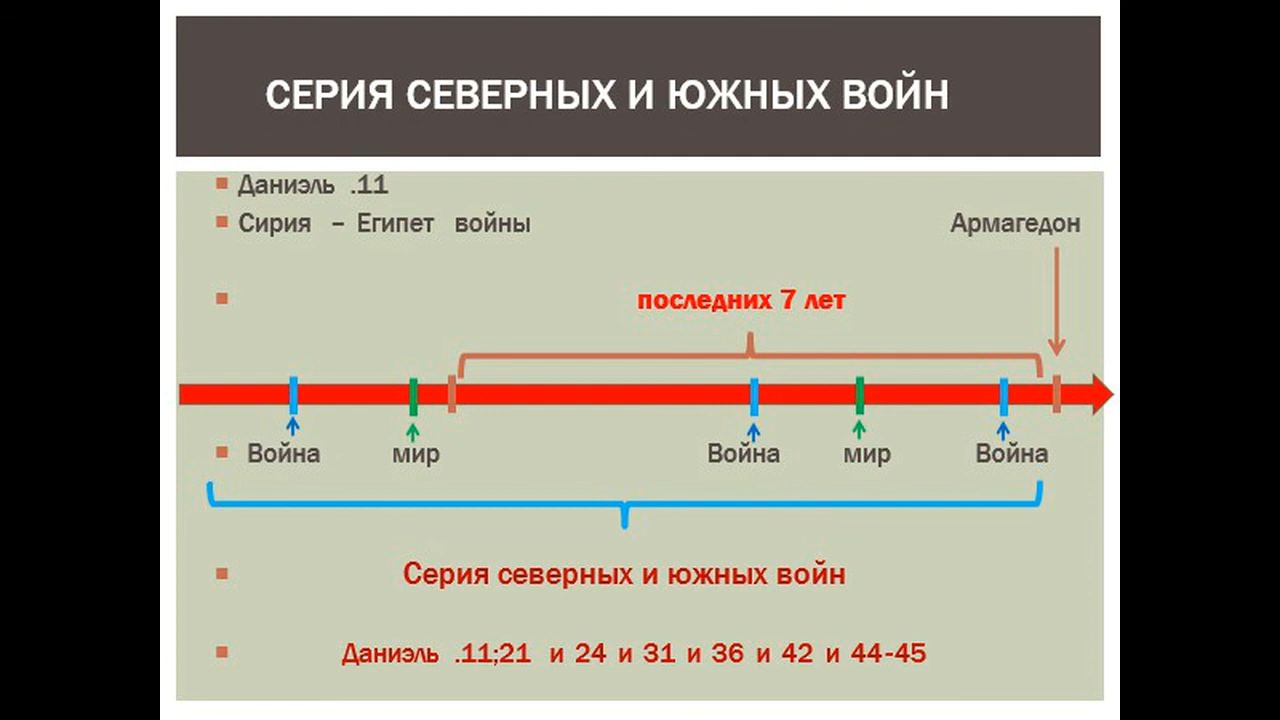 СЕРИЯ СЕВЕРНЫХ И ЮЖНЫХ ВОЙН
Даниэль .11
Сирия – Египет войны
Армагедон
последних 7 лет
Война мир Война мир Война
Серия северных и южных войн
Даниэль .11;21 и 24 и 31 и 36 и 42 и 44-45